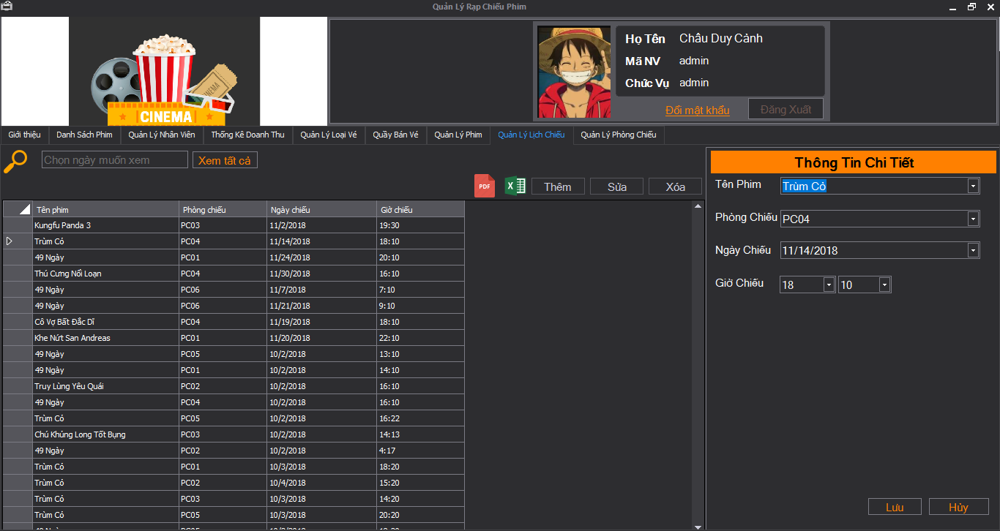 Quản Lý Rạp Chiếu Phim
CINEMA
CINEMA
Họ Tên Châu Duy Cảnh
Mã NV admin
Chức Vụ admin
Đổi mật khẩu Đăng Xuất
Giới thiệu Danh Sách Phim Quản Lý Nhân Viên Thống Kê Doanh Thu Quản Lý Loại Vé Quầy Bán Vé Quản Lý Phim Quản Lý Lịch Chiếu Quản Lý Phòng Chiếu
Chọn ngày muốn xem Xem tất cả
PDF X Thêm Sửa Xóa
Tên phim Phòng chiếu Ngày chiếu Giờ chiếu
Kungfu Panda 3 PC03 11/2/2018 19:30
Trùm Cỏ PC04 11/14/2018 18:10
49 Ngày PC01 11/24/2018 20:10
Thú Cưng Nổi Loạn PC04 11/30/2018 16:10
49 Ngày PC06 11/7/2018 7:10
49 Ngày PC06 11/21/2018 9:10
Cô Vợ Bất Đắc Dĩ PC04 11/19/2018 18:10
Khe Nứt San Andreas PC01 11/20/2018 22:10
49 Ngày PC05 10/2/2018 13:10
49 Ngày PC01 10/2/2018 14:10
Truy Lùng Yêu Quái PC02 10/2/2018 16:10
49 Ngày PC04 10/2/2018 16:10
Trùm Cỏ PC05 10/2/2018 16:22
Chú Khủng Long Tốt Bụng PC03 10/2/2018 14:13
49 Ngày PC02 10/2/2018 4:17
Trùm Cỏ PC01 10/3/2018 18:20
Trùm Cỏ PC02 10/4/2018 15:20
Trùm Cỏ PC03 10/3/2018 14:20
Trùm Cỏ PC05 10/3/2018 20:20
Thông Tin Chi Tiết
Tên Phim Trùm Cỏ
Phòng Chiếu PC04
Ngày Chiếu 11/14/2018
Giờ Chiếu 18 10
Lưu Hủy